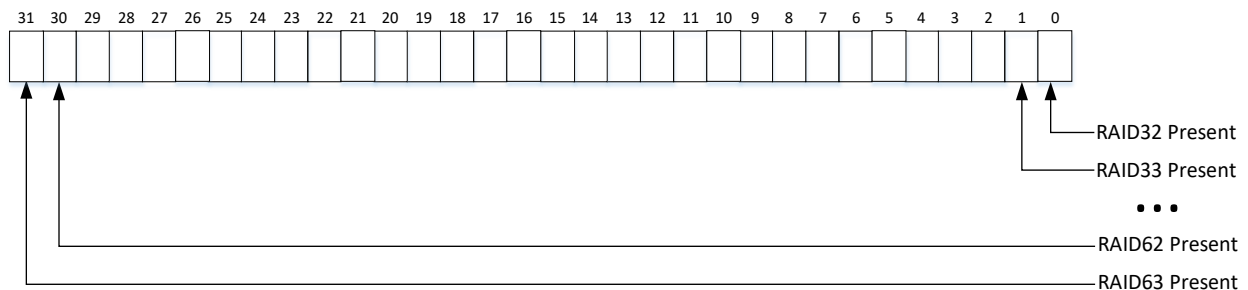 31 30 29 28 27 26 25 24 23 22 21 20 19 18 17 16 15 14 13 12 11 10 9 8 7 6 5 4 3 2 1 0
RAID32 Present
RAID33 Present
• • •
RAID62 Present
RAID63 Present